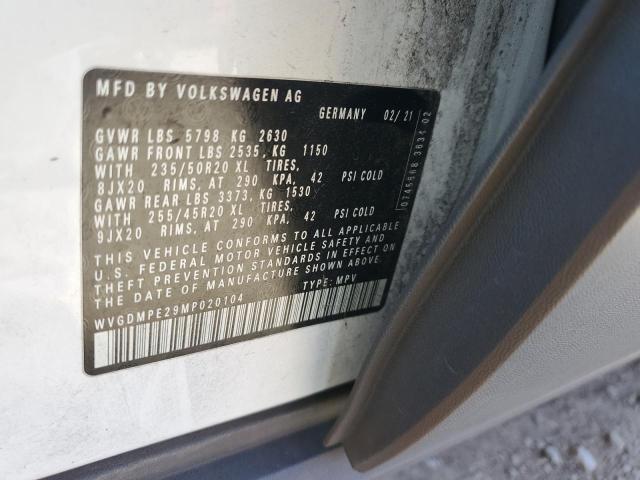 MFD BY VOLKSWAGEN AG
GERMANY 02/21
GVWR LBS 5798 KG 2630
GAWR FRONT LBS 2535, KG 1150
WITH 235/50R20 XL TIRES,
8JX20 RIMS, AT 290 KPA, 42 PSI COLD
GAWR REAR LBS 3373, KG 1530
WITH 255/45R20 XL TIRES,
9JX20 RIMS, AT 290 KPA, 42 PSI COLD
THIS VEHICLE CONFORMS TO ALL APPLICABLE
U.S. FEDERAL MOTOR VEHICLE SAFETY AND
THEFT PREVENTION STANDARDS IN EFFECT ON
THE DATE OF MANUFACTURE SHOWN ABOVE.
TYPE: MPV
WVGDMPE29MP020104
3634 02